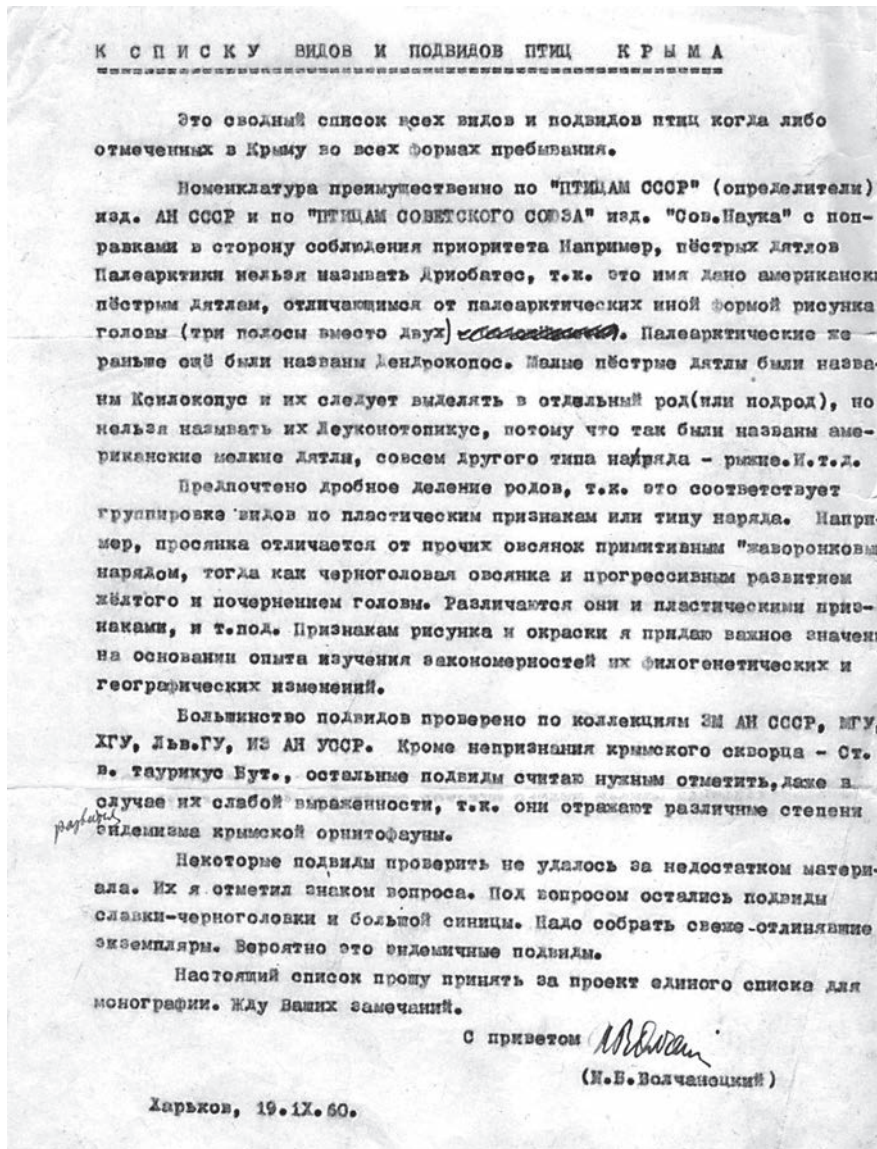 К СПИСКУ ВИДОВ И ПОДВИДОВ ПТИЦ КРЫМА
Это сводный список всех видов и подвидов птиц когда либо
отмеченных в Крыму во всех формах пребывания.
Номенклатура преимущественно по "ПТИЦАМ СССР" (определители)
изд. АН СССР и по "ПТИЦАМ СОВЕТСКОГО СОЮЗА" изд. "Сов.Наука" с поп-
равками в сторону соблюдения приоритета Например, пёстрых дятлов
Палеарктики нельзя называть Дриобатес, т.к. это имя дано американски
пёстрым дятлам, отличающимся от палеарктических иной формой рисунка
головы (три полосы вместо двух) . Палеарктические же
раньше ещё были названы Дендрокопос. Малые пёстрые дятлы были назва-
ны Ксилокопус и их следует выделять в отдельный род(или подрод), но
нельзя называть их Леуконотопикус, потому что так были названы аме-
риканские мелкие дятлы, совсем другого типа наряда - рыжие.И.т.д.
Предпочтено дробное деление родов, т.к. это соответствует
группировке видов по пластическим признакам или типу наряда. Напри-
мер, просянка отличается от прочих овсянок примитивным "жаворонковым
нарядом, тогда как черноголовая овсянка и прогрессивным развитием
жёлтого и почернением головы. Различаются они и пластическими приз-
наками, и т.под. Признакам рисунка и окраски я придаю важное значени
на основании опыта изучения закономерностей их филогенетических и
географических изменений.
Большинство подвидов проверено по коллекциям ЗМ АН СССР, МГУ,
ХГУ, Льв.ГУ, ИЗ АН УССР. Кроме непризнания крымского скворца - Ст.
в. таурикус Бут., остальные подвиды считаю нужным отметить,даже в
случае их слабой выраженности, т.к. они отражают различные степени
развития
эндемизма крымской орнитофауны.
Некоторые подвиды проверить не удалось за недостатком матери-
ала. Их я отметил знаком вопроса. Под вопросом остались подвиды
славки-черноголовки и большой синицы. Надо собрать свеже-отлинявшие
экземпляры. Вероятно это эндемичные подвиды.
Настоящий список прошу принять за проект единого списка для
монографии. Жду Ваших замечаний.
С приветом
(И.Б.Волчанецкий)
Харьков, 19.IX.60.